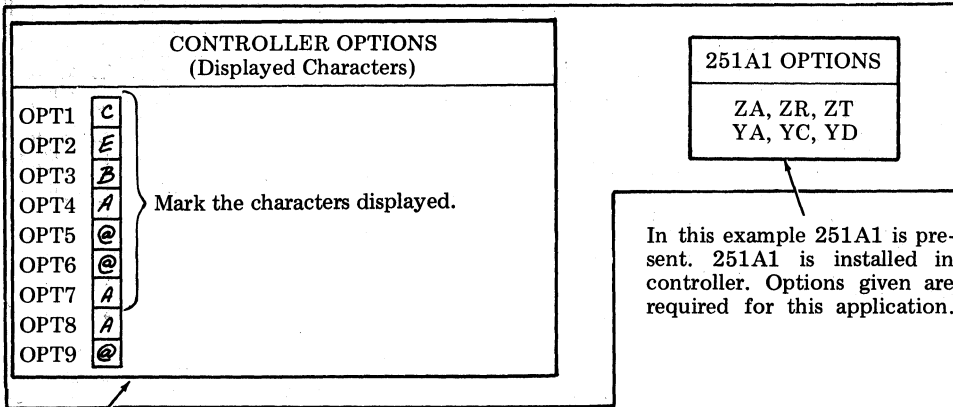 CONTROLLER OPTIONS
(Displayed Characters)
OPT1 C
OPT2 E
OPT3 B
OPT4 A
OPT5 @
OPT6 @
OPT7 A
OPT8 A
OPT9 @
Mark the characters displayed.
251A1 OPTIONS
ZA, ZR, ZT
YA, YC, YD
In this example 251A1 is pre-
sent. 251A1 is installed in
controller. Options given are
required for this application.